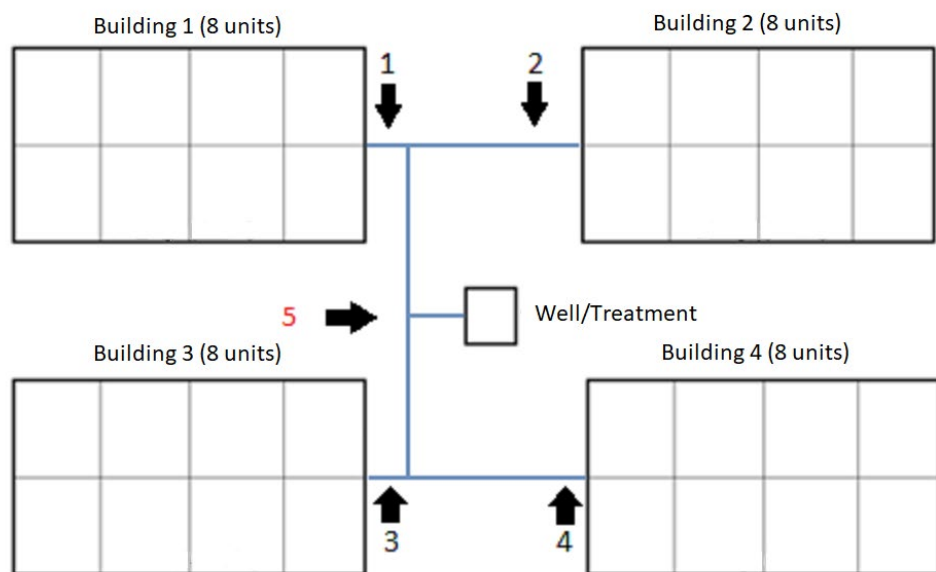 Building 1 (8 units)
Building 2 (8 units)
1
2
5
Well/Treatment
Building 3 (8 units)
Building 4 (8 units)
3
4